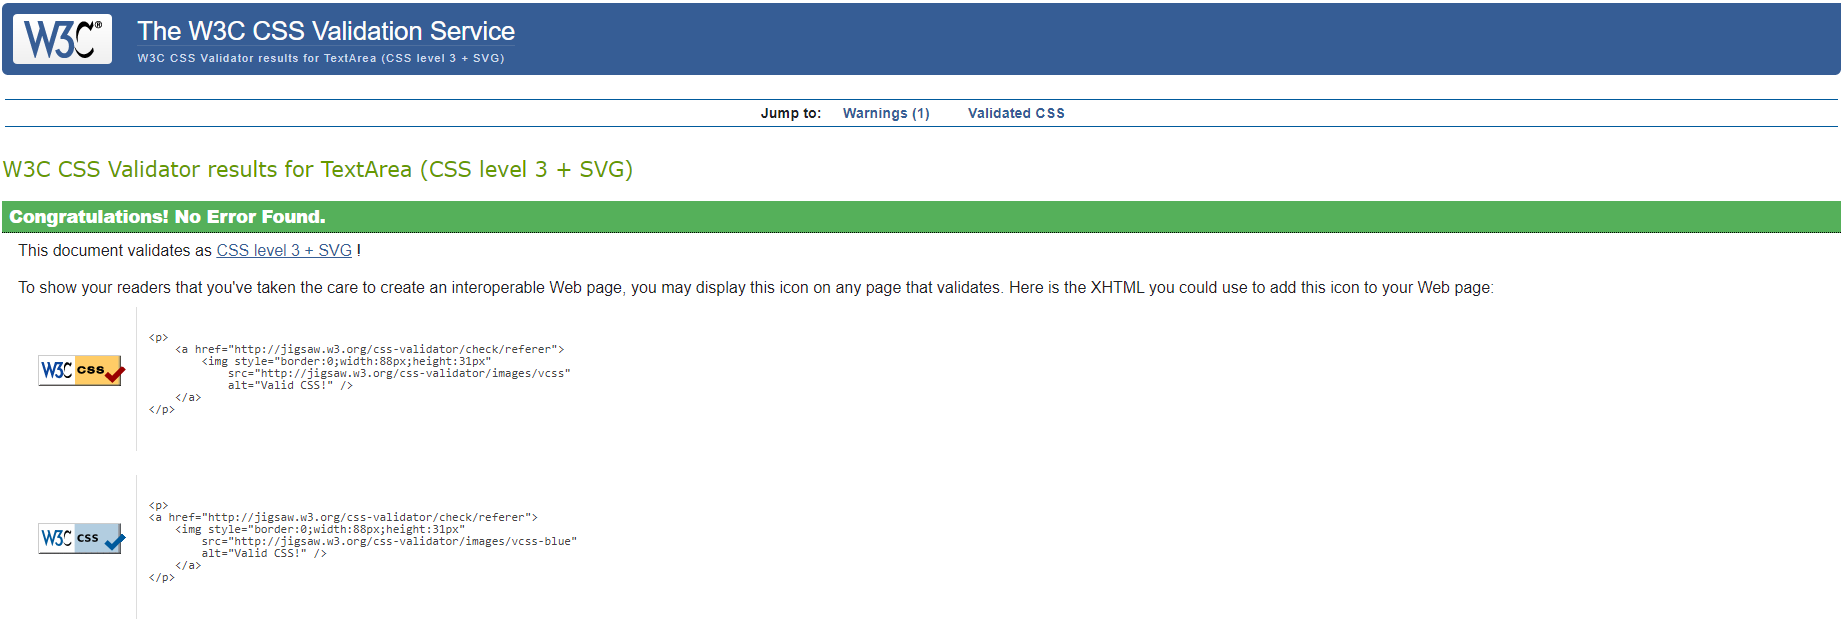 W3C®
The W3C CSS Validation Service
W3C CSS Validator results for TextArea (CSS level 3 + SVG)
Jump to: Warnings (1) Validated CSS
W3C CSS Validator results for TextArea (CSS level 3 + SVG)
Congratulations! No Error Found.
This document validates as CSS level 3 + SVG !
To show your readers that you've taken the care to create an interoperable Web page, you may display this icon on any page that validates. Here is the XHTML you could use to add this icon to your Web page:
W3C css
<p>
    <a href="http://jigsaw.w3.org/css-validator/check/referer">
        <img style="border:0;width:88px;height:31px"
            src="http://jigsaw.w3.org/css-validator/images/vcss"
            alt="Valid CSS!" />
    </a>
</p>
W3C css
<p>
<a href="http://jigsaw.w3.org/css-validator/check/referer">
    <img style="border:0;width:88px;height:31px"
        src="http://jigsaw.w3.org/css-validator/images/vcss-blue"
        alt="Valid CSS!" />
    </a>
</p>